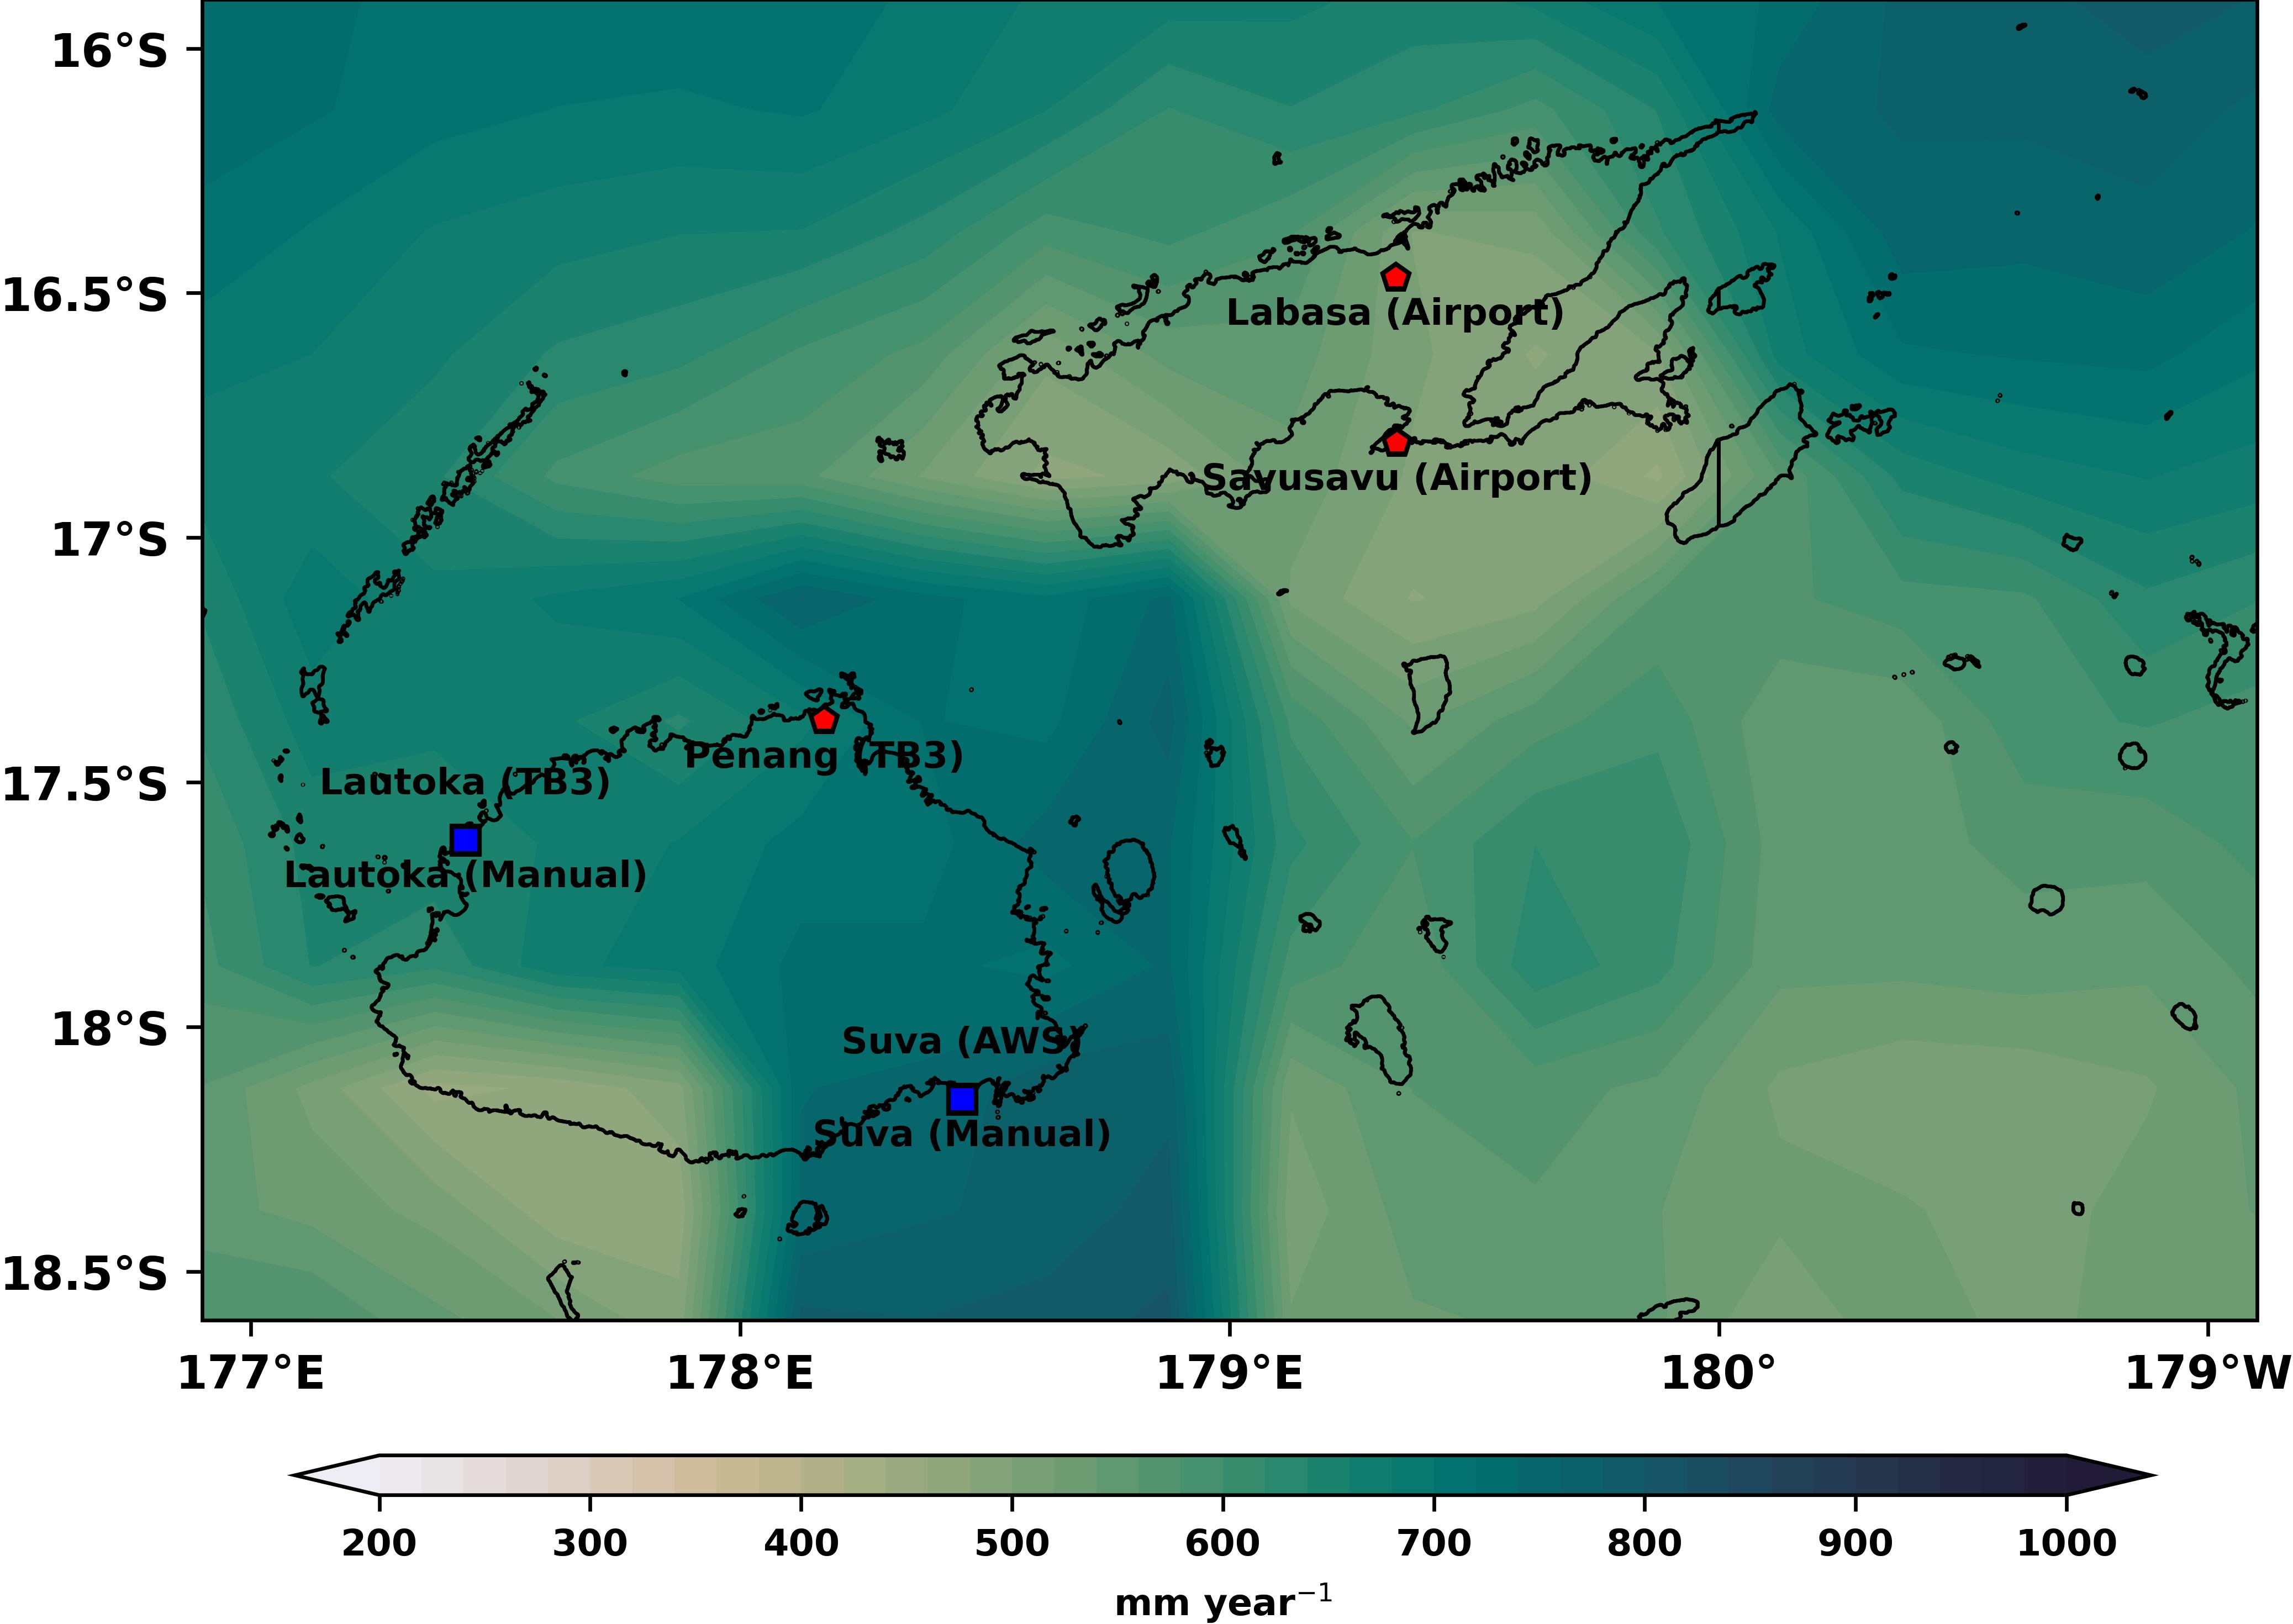 16°S
16.5°S
Labasa (Airport)
Savusavu (Airport)
17°S
Penang (TB3)
17.5°S
Lautoka (TB3)
Lautoka (Manual)
18°S
Suva (AWS)
Suva (Manual)
18.5°S
177°E 178°E 179°E 180° 179°W
200 300 400 500 600 700 800 900 1000
mm year⁻¹